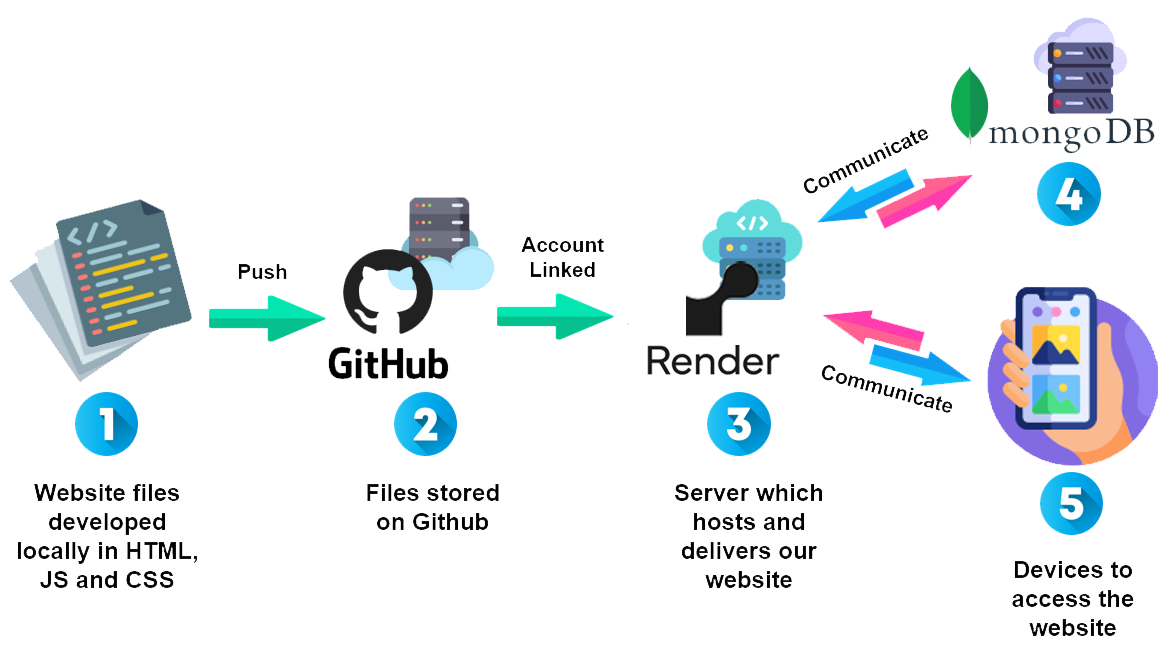 mongoDB
Communicate
4
Push
</>
GitHub
Account
Linked
</>
Render
Communicate
1
2
3
5
Website files
developed
locally in HTML,
JS and CSS
Files stored
on Github
Server which
hosts and
delivers our
website
Devices to
access the
website